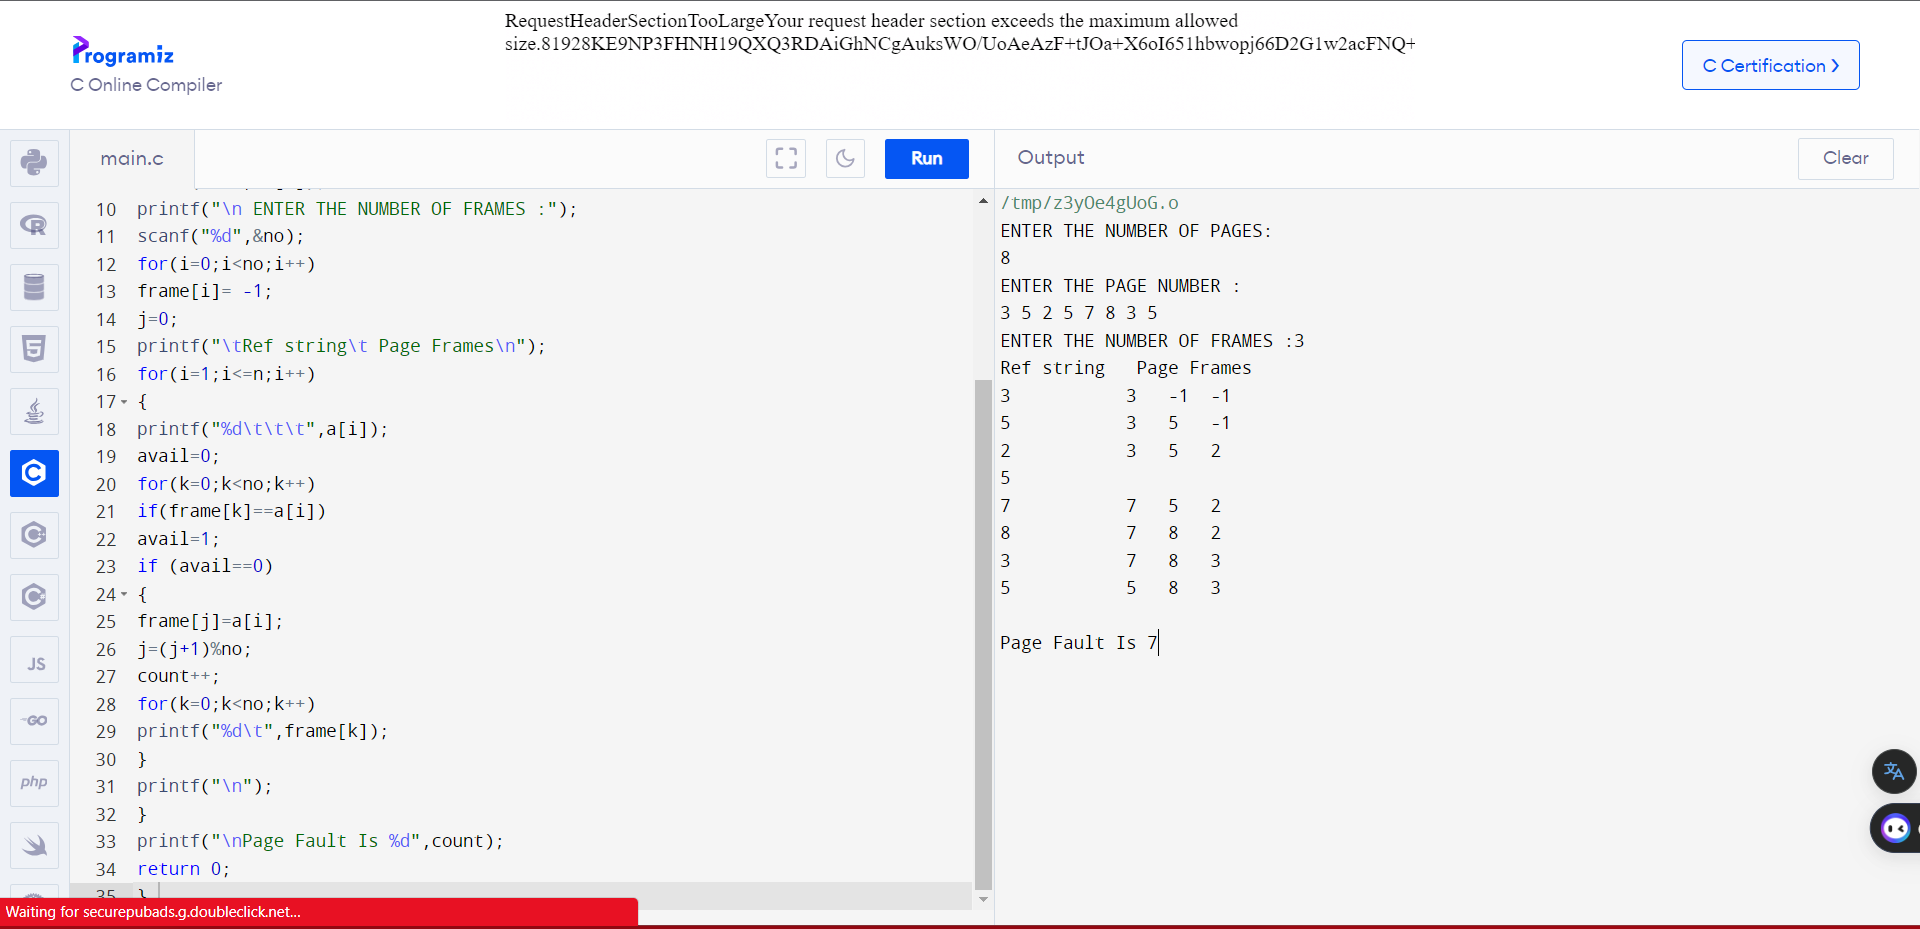 RequestHeaderSectionTooLargeYour request header section exceeds the maximum allowed
size.81928KE9NP3FHNH19QXQ3RDAiGhNCgAuksWO/UoAeAzF+tJOa+X6oI651hbwopj66D2G1w2acFNQ+
Programiz
C Online Compiler
C Certification
main.c
Run
Output
Clear
10 printf("\n ENTER THE NUMBER OF FRAMES :");
11 scanf("%d",&no);
12 for(i=0;i<no;i++)
13 frame[i]= -1;
14 j=0;
15 printf("\tRef string\t Page Frames\n");
16 for(i=1;i<=n;i++)
17 {
18 printf("%d\t\t\t",a[i]);
19 avail=0;
20 for(k=0;k<no;k++)
21 if(frame[k]==a[i])
22 avail=1;
23 if (avail==0)
24 {
25 frame[j]=a[i];
26 j=(j+1)%no;
27 count++;
28 for(k=0;k<no;k++)
29 printf("%d\t",frame[k]);
30 }
31 printf("\n");
32 }
33 printf("\nPage Fault Is %d",count);
34 return 0;
35 }
/tmp/z3yOe4gUoG.o
ENTER THE NUMBER OF PAGES:
8
ENTER THE PAGE NUMBER :
3 5 2 5 7 8 3 5
ENTER THE NUMBER OF FRAMES :3
Ref string Page Frames
3 3 -1 -1
5 3 5 -1
2 3 5 2
5
7 7 5 2
8 7 8 2
3 7 8 3
5 5 8 3
Page Fault Is 7
R
5
C
C
C
JS
GO
php
Waiting for securepubads.g.doubleclick.net...